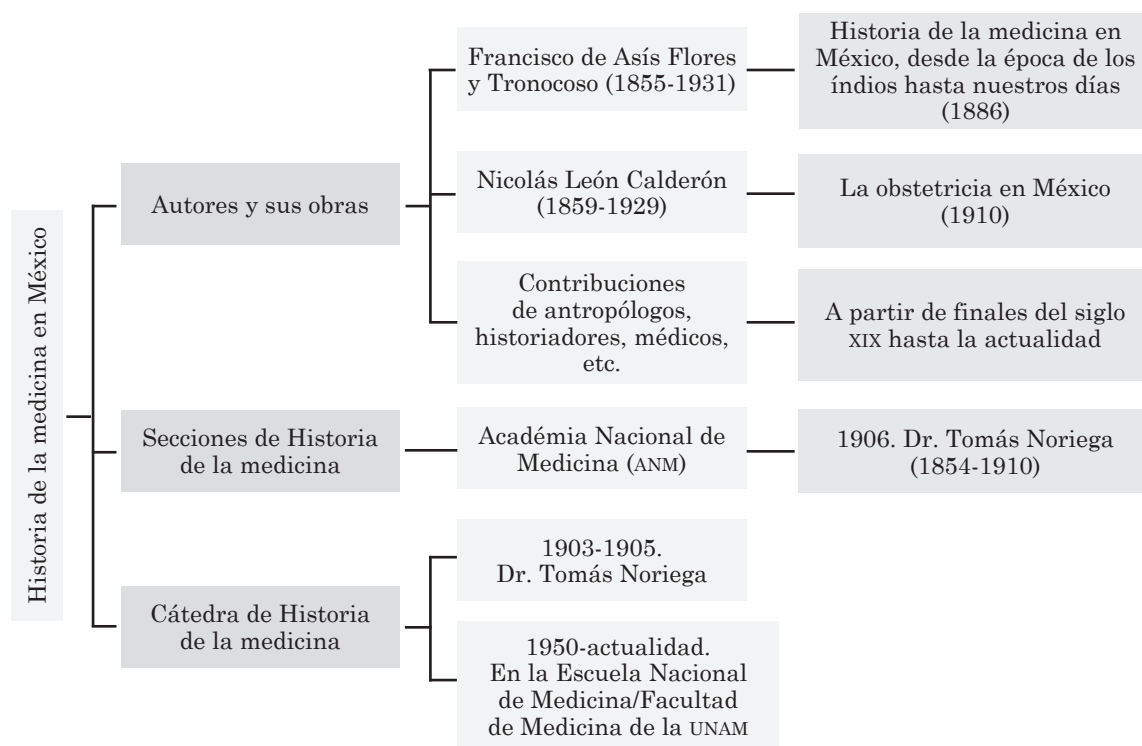 Historia de la medicina en México
Autores y sus obras
Francisco de Asís Flores
y Tronocoso (1855-1931)
Historia de la medicina en
México, desde la época de los
índios hasta nuestros días
(1886)
Nicolás León Calderón
(1859-1929)
La obstetricia en México
(1910)
Contribuciones
de antropólogos,
historiadores, médicos,
etc.
A partir de finales del siglo
XIX hasta la actualidad
Secciones de Historia
de la medicina
Académia Nacional de
Medicina (ANM)
1906. Dr. Tomás Noriega
(1854-1910)
Cátedra de Historia
de la medicina
1903-1905.
Dr. Tomás Noriega
1950-actualidad.
En la Escuela Nacional
de Medicina/Facultad
de Medicina de la UNAM